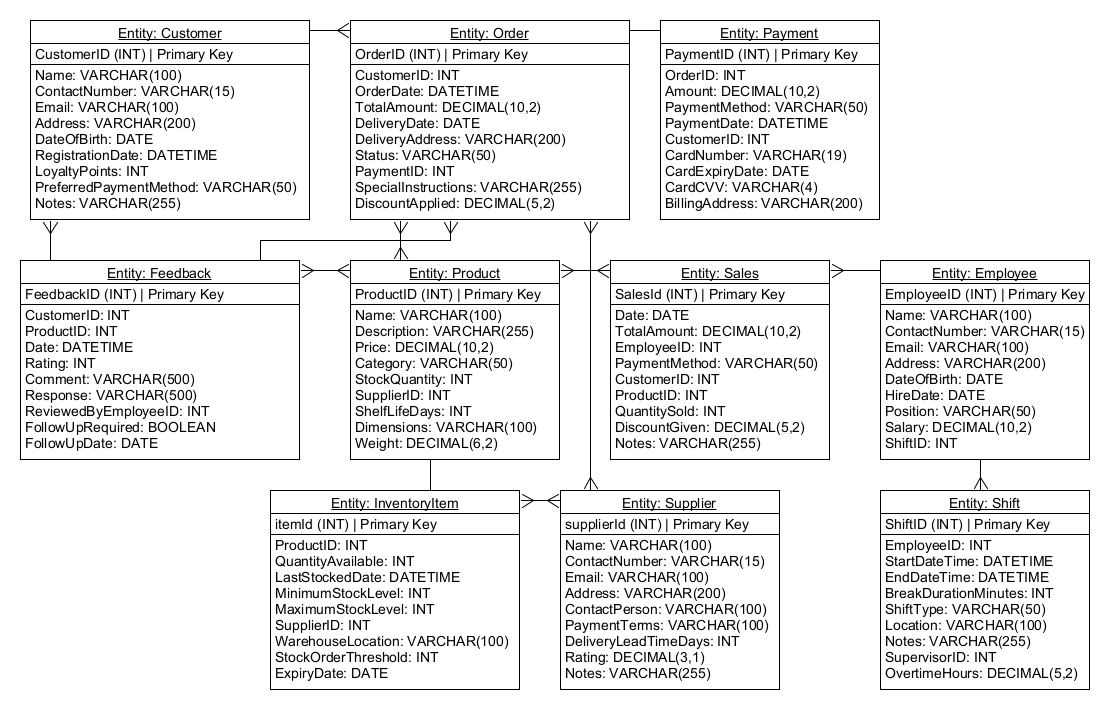 Entity: Customer
CustomerID (INT) | Primary Key
Name: VARCHAR(100)
ContactNumber: VARCHAR(15)
Email: VARCHAR(100)
Address: VARCHAR(200)
DateOfBirth: DATE
RegistrationDate: DATETIME
LoyaltyPoints: INT
PreferredPaymentMethod: VARCHAR(50)
Notes: VARCHAR(255)
Entity: Order
OrderID (INT) | Primary Key
CustomerID: INT
OrderDate: DATETIME
TotalAmount: DECIMAL(10,2)
DeliveryDate: DATE
DeliveryAddress: VARCHAR(200)
Status: VARCHAR(50)
PaymentID: INT
SpecialInstructions: VARCHAR(255)
DiscountApplied: DECIMAL(5,2)
Entity: Payment
PaymentID (INT) | Primary Key
OrderID: INT
Amount: DECIMAL(10,2)
PaymentMethod: VARCHAR(50)
PaymentDate: DATETIME
CustomerID: INT
CardNumber: VARCHAR(19)
CardExpiryDate: DATE
CardCVV: VARCHAR(4)
BillingAddress: VARCHAR(200)
Entity: Feedback
FeedbackID (INT) | Primary Key
CustomerID: INT
ProductID: INT
Date: DATETIME
Rating: INT
Comment: VARCHAR(500)
Response: VARCHAR(500)
ReviewedByEmployeeID: INT
FollowUpRequired: BOOLEAN
FollowUpDate: DATE
Entity: Product
ProductID (INT) | Primary Key
Name: VARCHAR(100)
Description: VARCHAR(255)
Price: DECIMAL(10,2)
Category: VARCHAR(50)
StockQuantity: INT
SupplierID: INT
ShelfLifeDays: INT
Dimensions: VARCHAR(100)
Weight: DECIMAL(6,2)
Entity: Sales
SalesId (INT) | Primary Key
Date: DATE
TotalAmount: DECIMAL(10,2)
EmployeeID: INT
PaymentMethod: VARCHAR(50)
CustomerID: INT
ProductID: INT
QuantitySold: INT
DiscountGiven: DECIMAL(5,2)
Notes: VARCHAR(255)
Entity: Employee
EmployeeID (INT) | Primary Key
Name: VARCHAR(100)
ContactNumber: VARCHAR(15)
Email: VARCHAR(100)
Address: VARCHAR(200)
DateOfBirth: DATE
HireDate: DATE
Position: VARCHAR(50)
Salary: DECIMAL(10,2)
ShiftID: INT
Entity: InventoryItem
itemId (INT) | Primary Key
ProductID: INT
QuantityAvailable: INT
LastStockedDate: DATETIME
MinimumStockLevel: INT
MaximumStockLevel: INT
SupplierID: INT
WarehouseLocation: VARCHAR(100)
StockOrderThreshold: INT
ExpiryDate: DATE
Entity: Supplier
supplierId (INT) | Primary Key
Name: VARCHAR(100)
ContactNumber: VARCHAR(15)
Email: VARCHAR(100)
Address: VARCHAR(200)
ContactPerson: VARCHAR(100)
PaymentTerms: VARCHAR(100)
DeliveryLeadTimeDays: INT
Rating: DECIMAL(3,1)
Notes: VARCHAR(255)
Entity: Shift
ShiftID (INT) | Primary Key
EmployeeID: INT
StartDateTime: DATETIME
EndDateTime: DATETIME
BreakDurationMinutes: INT
ShiftType: VARCHAR(50)
Location: VARCHAR(100)
Notes: VARCHAR(255)
SupervisorID: INT
OvertimeHours: DECIMAL(5,2)